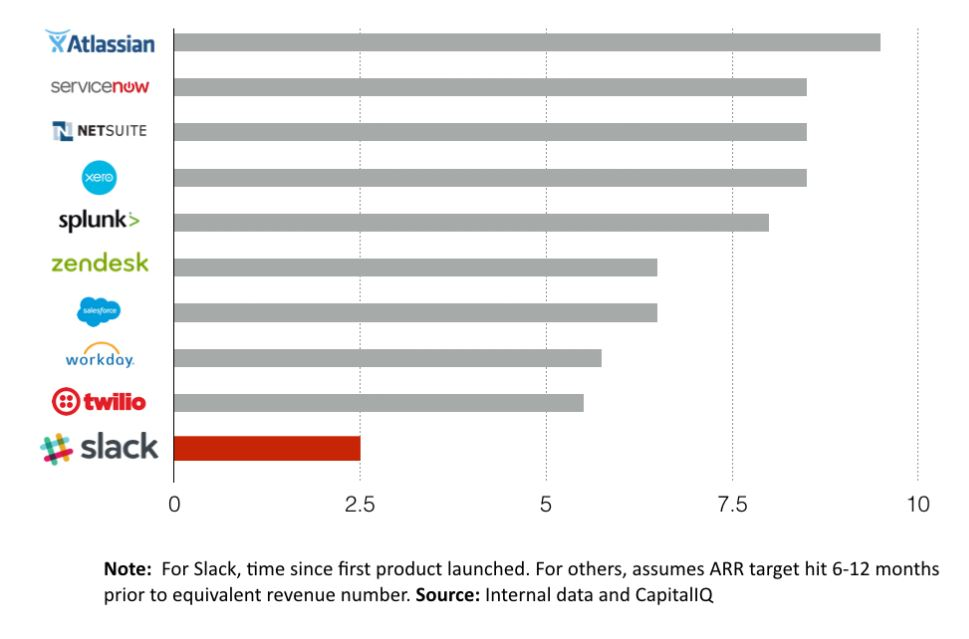 Atlassian
servicenow
NETSUITE
xero
splunk>
zendesk
salesforce
workday.
twilio
slack
0 2.5 5 7.5 10
Note: For Slack, time since first product launched. For others, assumes ARR target hit 6-12 months
prior to equivalent revenue number. Source: Internal data and CapitalIQ